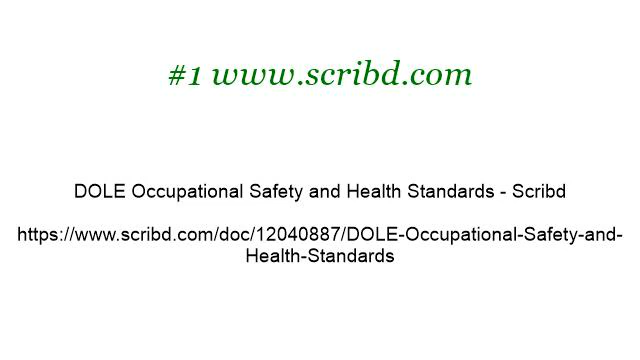 #1 www.scribd.com
DOLE Occupational Safety and Health Standards - Scribd
https://www.scribd.com/doc/12040887/DOLE-Occupational-Safety-and-
Health-Standards